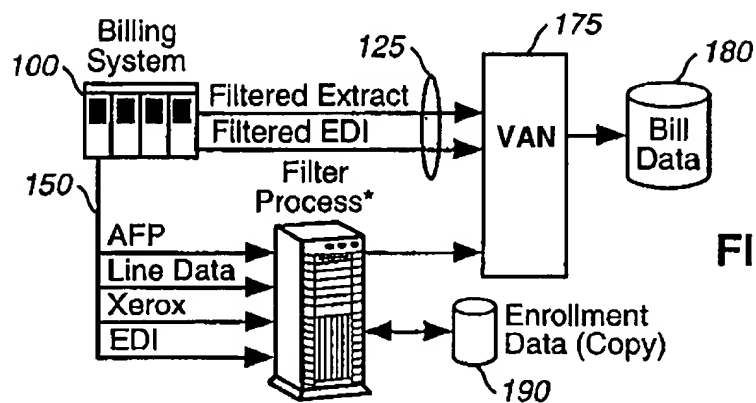 Billing
System
100
125
175
180
Filtered Extract
Filtered EDI
VAN
Bill
Data
150
Filter
Process*
AFP
Line Data
Xerox
EDI
Enrollment
Data (Copy)
190
FI